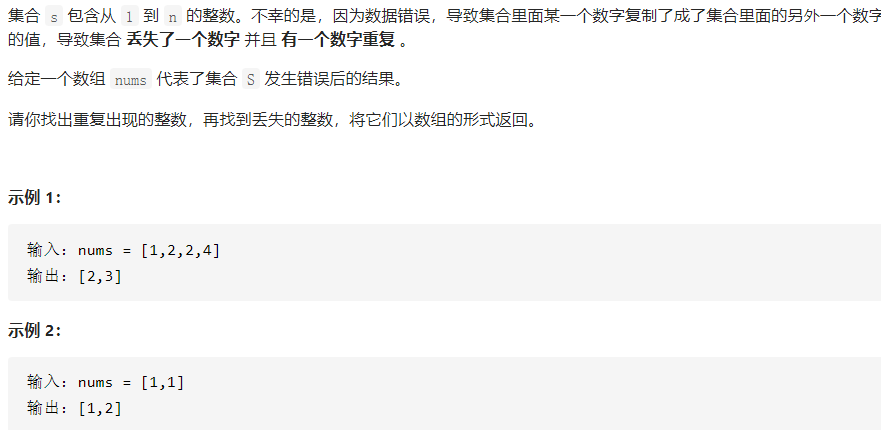 集合 s 包含从 1 到 n 的整数。不幸的是，因为数据错误，导致集合里面某一个数字复制了成了集合里面的另外一个数字
的值，导致集合 丢失了一个数字 并且 有一个数字重复 。
给定一个数组 nums 代表了集合 S 发生错误后的结果。
请你找出重复出现的整数，再找到丢失的整数，将它们以数组的形式返回。
示例 1：
输入：nums = [1,2,2,4]
输出：[2,3]
示例 2：
输入：nums = [1,1]
输出：[1,2]